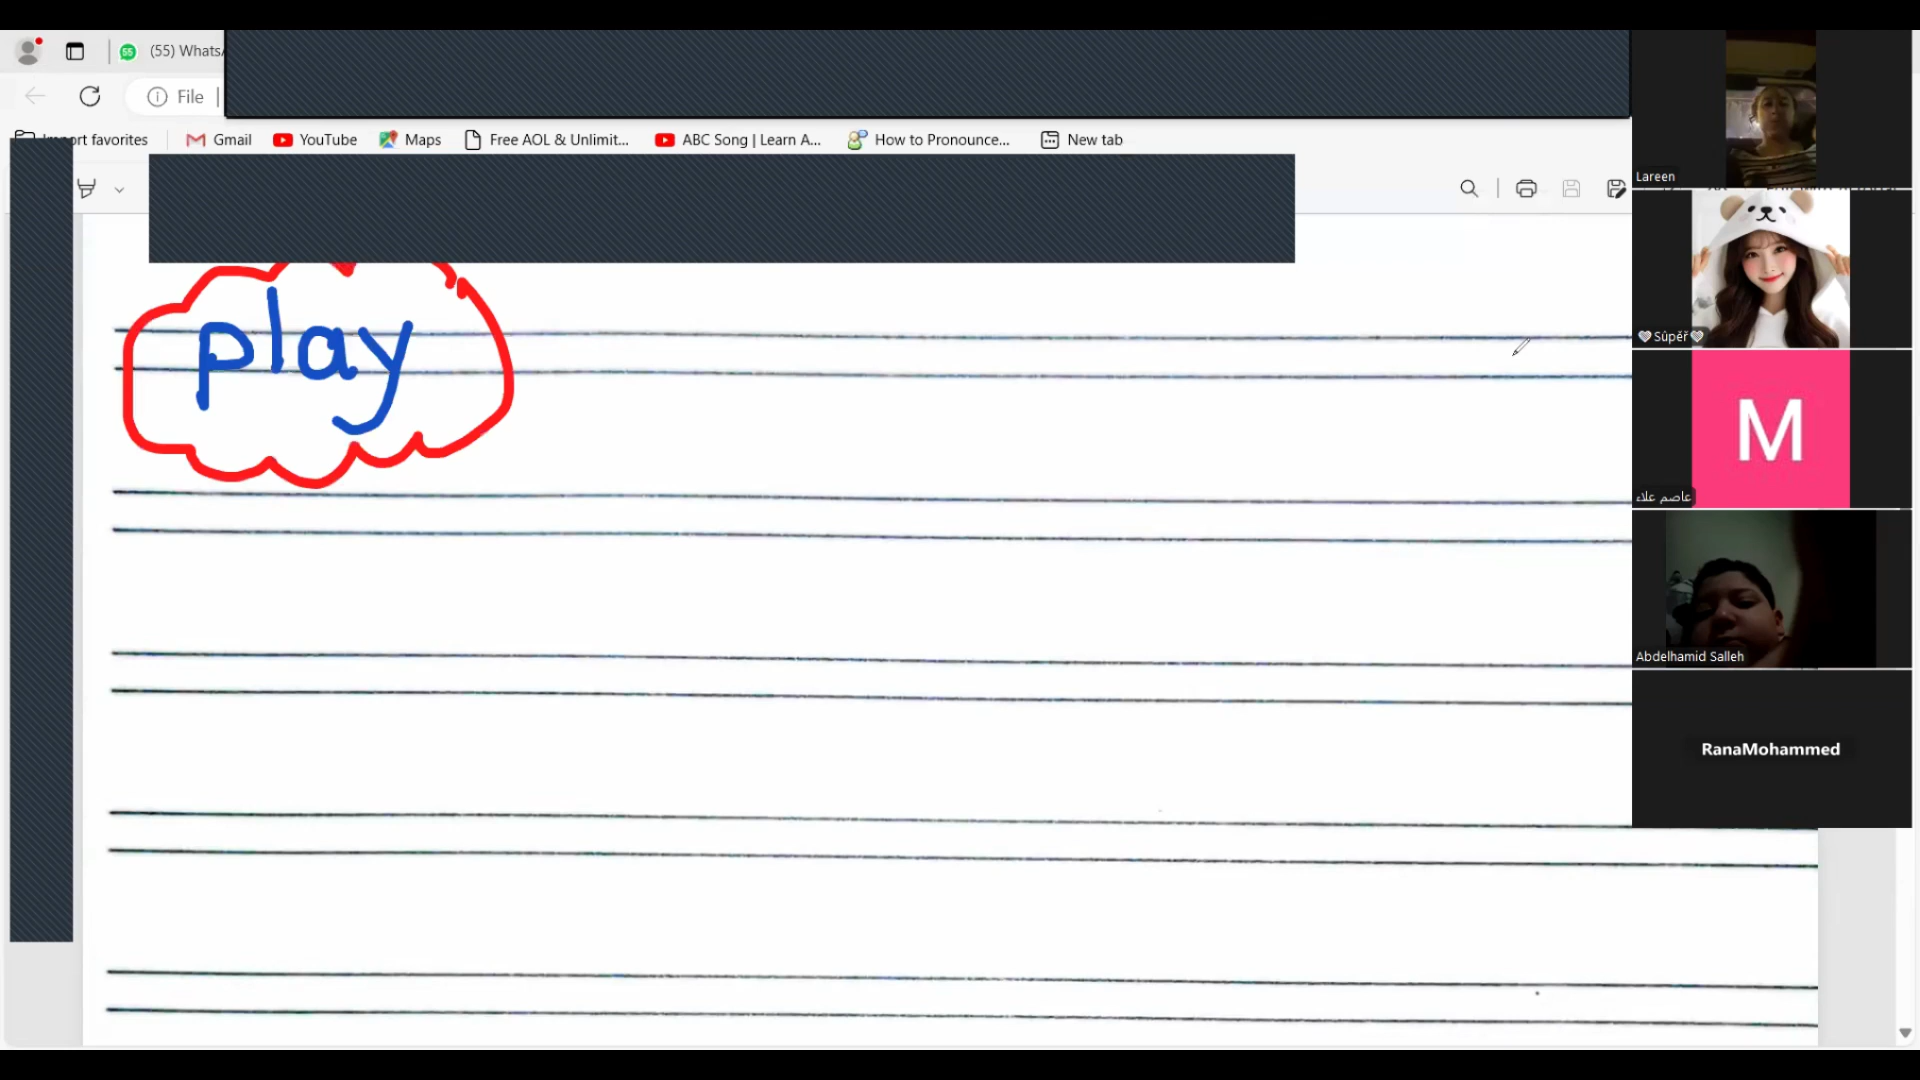 (55) Whats
File
Import favorites
Gmail
YouTube
Maps
Free AOL & Unlimit...
ABC Song | Learn A...
How to Pronounce...
New tab
play
Lareen
🤍Sûpěř🤍
M
عاصم علاء
Abdelhamid Salleh
RanaMohammed